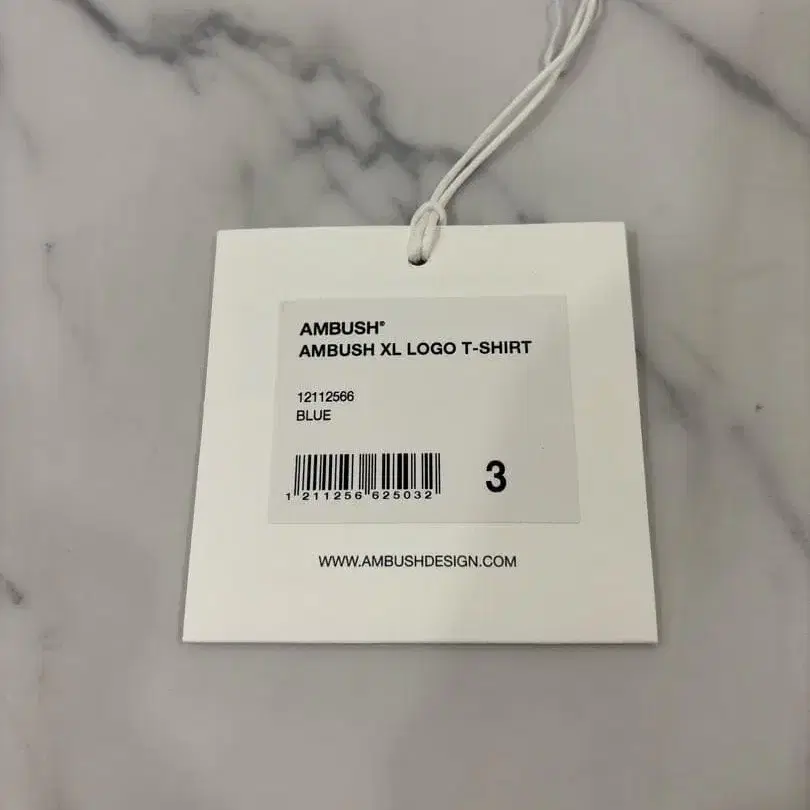 AMBUSH®
AMBUSH XL LOGO T-SHIRT
12112566
BLUE
1 211256 625032
3
WWW.AMBUSHDESIGN.COM